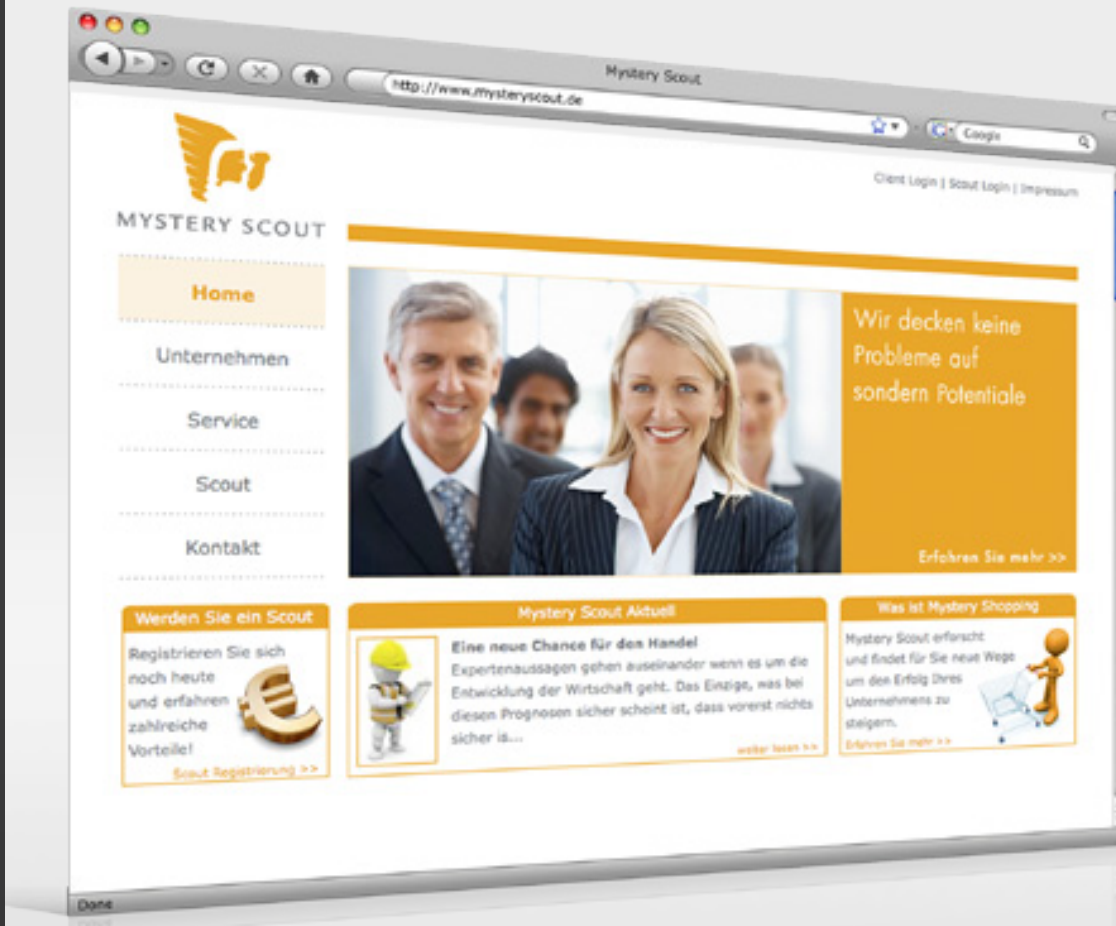 Mystery Scout
http://www.mysteryscout.de
Google
Client Login | Scout Login | Impressum
MYSTERY SCOUT
Home
Unternehmen
Service
Scout
Kontakt
Wir decken keine
Probleme auf
sondern Potentiale
Erfahren Sie mehr >>
Werden Sie ein Scout
Registrieren Sie sich
noch heute
und erfahren
zahlreiche
Vorteile!
Scout Registrierung >>
Mystery Scout Aktuell
Eine neue Chance für den Handel
Expertenaussagen gehen auseinander wenn es um die
Entwicklung der Wirtschaft geht. Das Einzige, was bei
diesen Prognosen sicher scheint ist, dass vorerst nichts
sicher is...
weiter lesen >>
Was ist Mystery Shopping
Mystery Scout erforscht
und findet für Sie neue Wege
um den Erfolg Ihres
Unternehmens zu
steigern.
Erfahren Sie mehr >>
Done